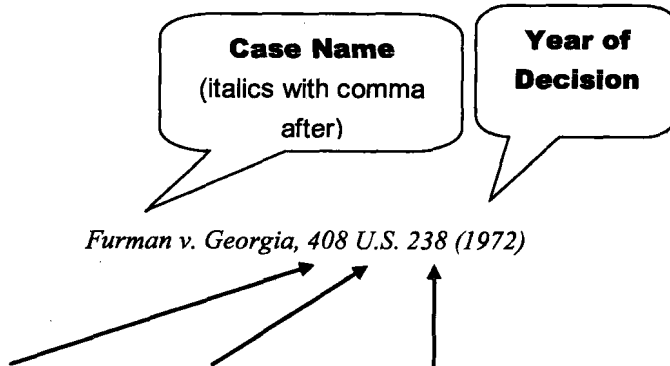 Case Name
(italics with comma
after)
Year of
Decision
Furman v. Georgia, 408 U.S. 238 (1972)